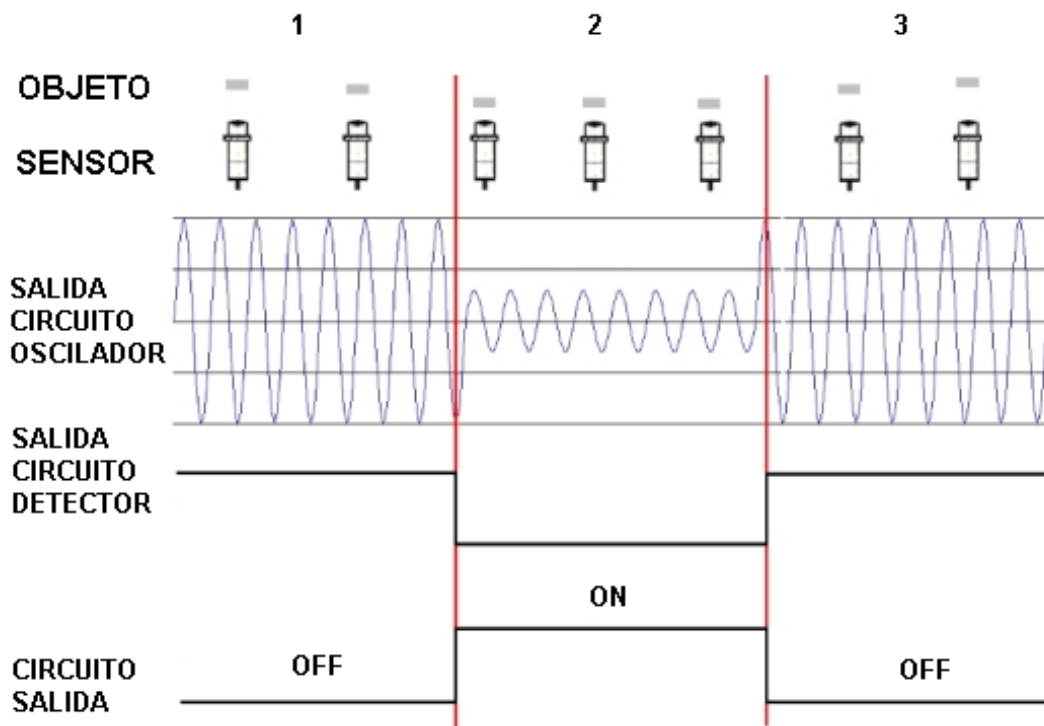 1 2 3
OBJETO
SENSOR
SALIDA
CIRCUITO
OSCILADOR
SALIDA
CIRCUITO
DETECTOR
ON
OFF OFF
CIRCUITO
SALIDA